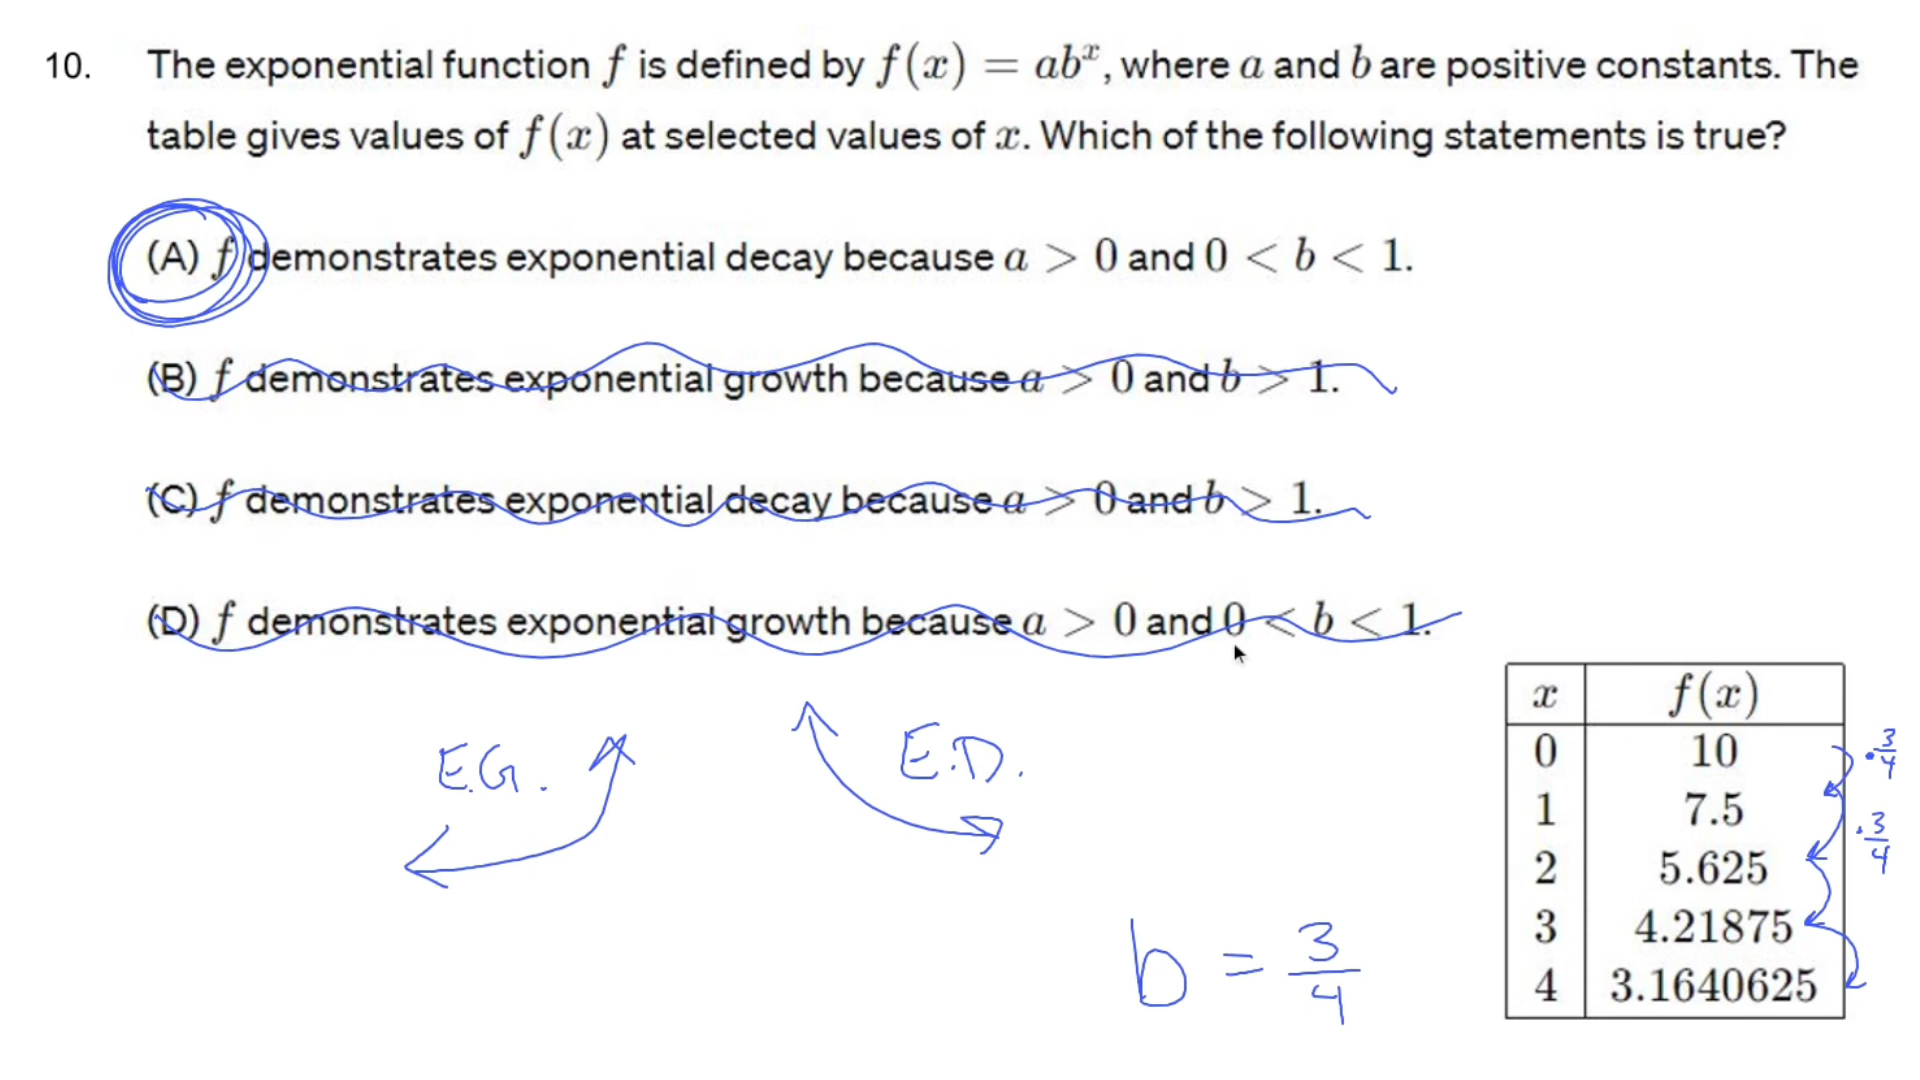 10. The exponential function f is defined by f(x) = abˣ, where a and b are positive constants. The
table gives values of f(x) at selected values of x. Which of the following statements is true?
(A) f demonstrates exponential decay because a > 0 and 0 < b < 1.
(B) f demonstrates exponential growth because a > 0 and b > 1.
(C) f demonstrates exponential decay because a > 0 and b > 1.
(D) f demonstrates exponential growth because a > 0 and 0 < b < 1.
E.G.
E.D.
x f(x)
0 10
· 3/4
1 7.5
· 3/4
2 5.625
3 4.21875
4 3.1640625
b = 3/4